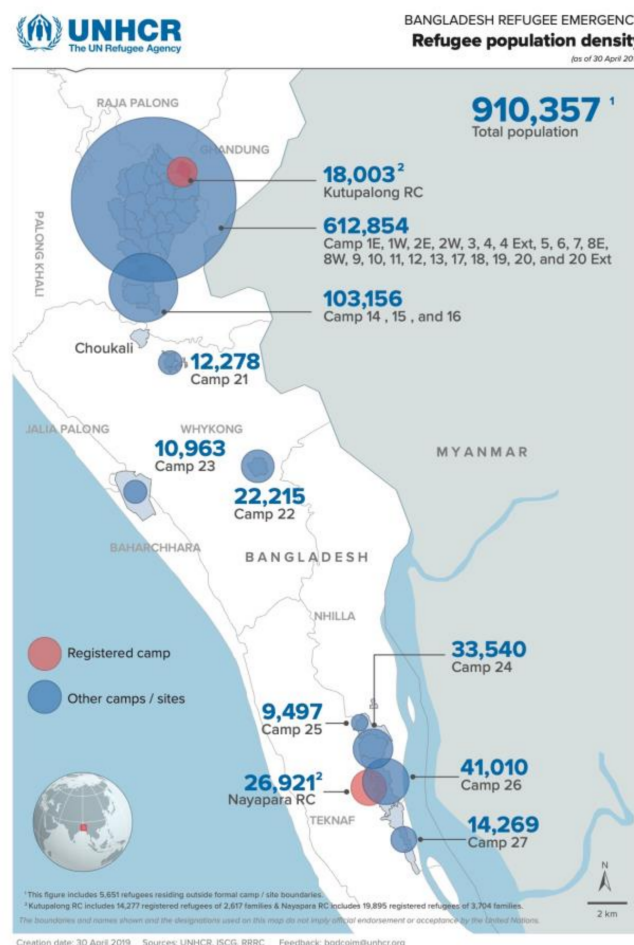 UNHCR
The UN Refugee Agency
BANGLADESH REFUGEE EMERGENC
Refugee population density
(as of 30 April 20
RAJA PALONG
910,357 ¹
Total population
GHANDUNG
18,003²
Kutupalong RC
PALONG KHALI
612,854
Camp 1E, 1W, 2E, 2W, 3, 4, 4 Ext, 5, 6, 7, 8E,
8W, 9, 10, 11, 12, 13, 17, 18, 19, 20, and 20 Ext
103,156
Camp 14 , 15 , and 16
Choukali
12,278
Camp 21
JALIA PALONG
WHYKONG
10,963
Camp 23
MYANMAR
22,215
Camp 22
BAHARCHHARA
BANGLADESH
NHILLA
Registered camp
33,540
Camp 24
Other camps / sites
9,497
Camp 25
26,921²
Nayapara RC
41,010
Camp 26
TEKNAF
14,269
Camp 27
N
2 km
¹ This figure includes 5,651 refugees residing outside formal camp / site boundaries.
² Kutupalong RC includes 14,277 registered refugees of 2,617 families & Nayapara RC includes 19,895 registered refugees of 3,704 families.
The boundaries and names shown and the designations used on this map do not imply official endorsement or acceptance by the United Nations.
Creation date: 30 April 2019 Sources: UNHCR, ISCG, RRRC Feedback: bgdcoim@unhcr.org